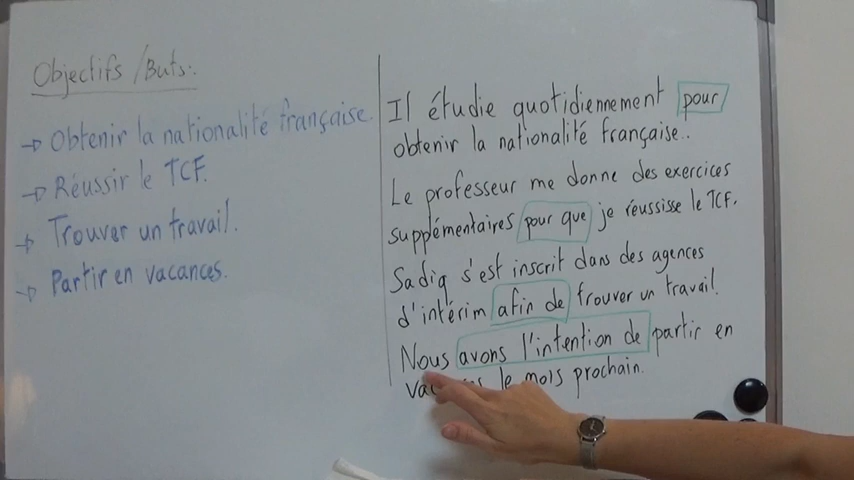 Objectifs / Buts:
→ Obtenir la nationalité française.
→ Réussir le TCF.
→ Trouver un travail.
→ Partir en vacances.
Il étudie quotidiennement pour
obtenir la nationalité française..
Le professeur me donne des exercices
supplémentaires pour que je réussisse le TCF.
Sadiq s'est inscrit dans des agences
d'intérim afin de trouver un travail.
Nous avons l'intention de partir en
le mois prochain.